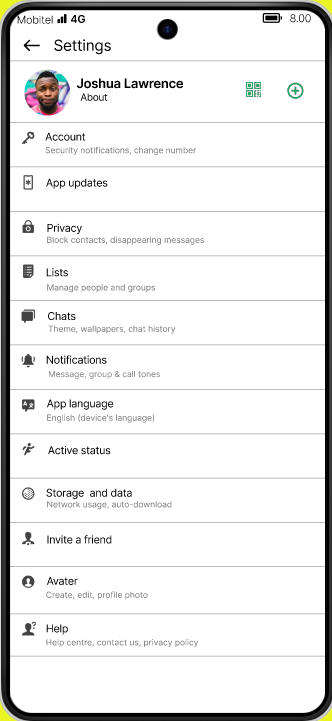 Mobitel 4G 8.00
Settings
Joshua Lawrence
About
Account
Security notifications, change number
App updates
Privacy
Block contacts, disappearing messages
Lists
Manage people and groups
Chats
Theme, wallpapers, chat history
Notifications
Message, group & call tones
App language
English (device's language)
Active status
Storage and data
Network usage, auto-download
Invite a friend
Avater
Create, edit, profile photo
Help
Help centre, contact us, privacy policy